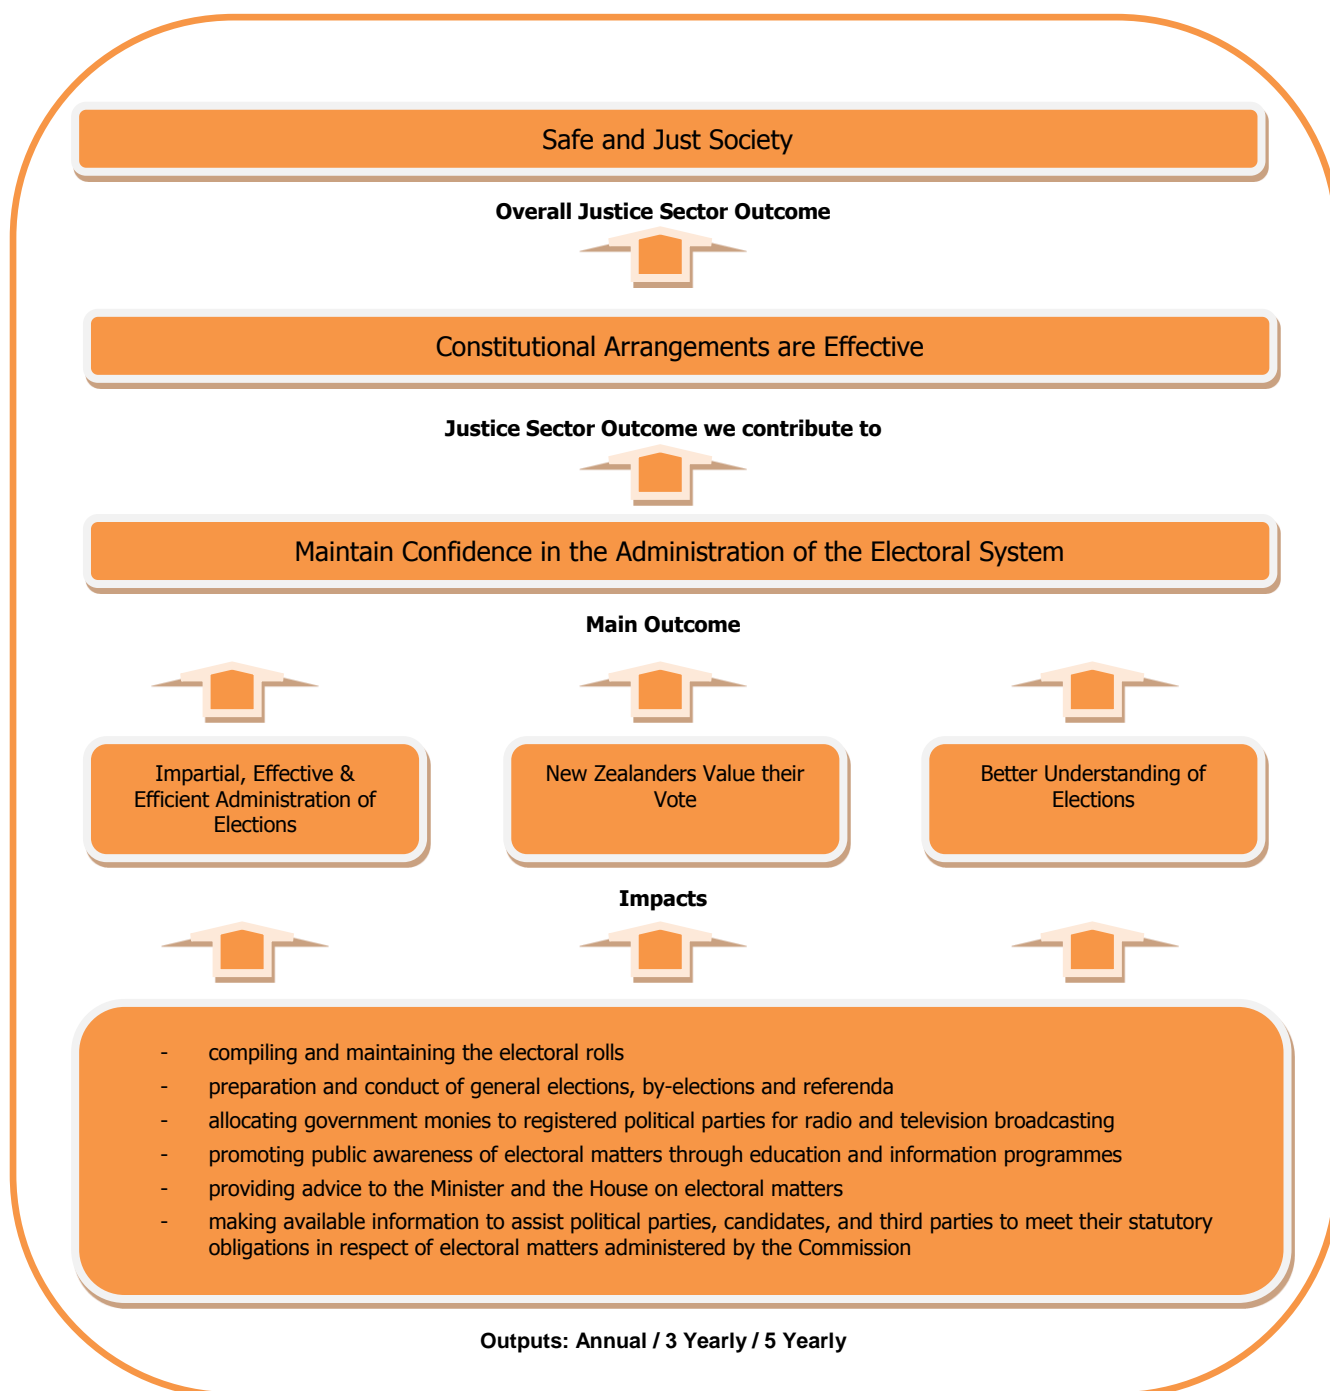 Safe and Just Society
Overall Justice Sector Outcome
Constitutional Arrangements are Effective
Justice Sector Outcome we contribute to
Maintain Confidence in the Administration of the Electoral System
Main Outcome
Impartial, Effective &
Efficient Administration of
Elections
New Zealanders Value their
Vote
Better Understanding of
Elections
Impacts
- compiling and maintaining the electoral rolls
- preparation and conduct of general elections, by-elections and referenda
- allocating government monies to registered political parties for radio and television broadcasting
- promoting public awareness of electoral matters through education and information programmes
- providing advice to the Minister and the House on electoral matters
- making available information to assist political parties, candidates, and third parties to meet their statutory
obligations in respect of electoral matters administered by the Commission
Outputs: Annual / 3 Yearly / 5 Yearly